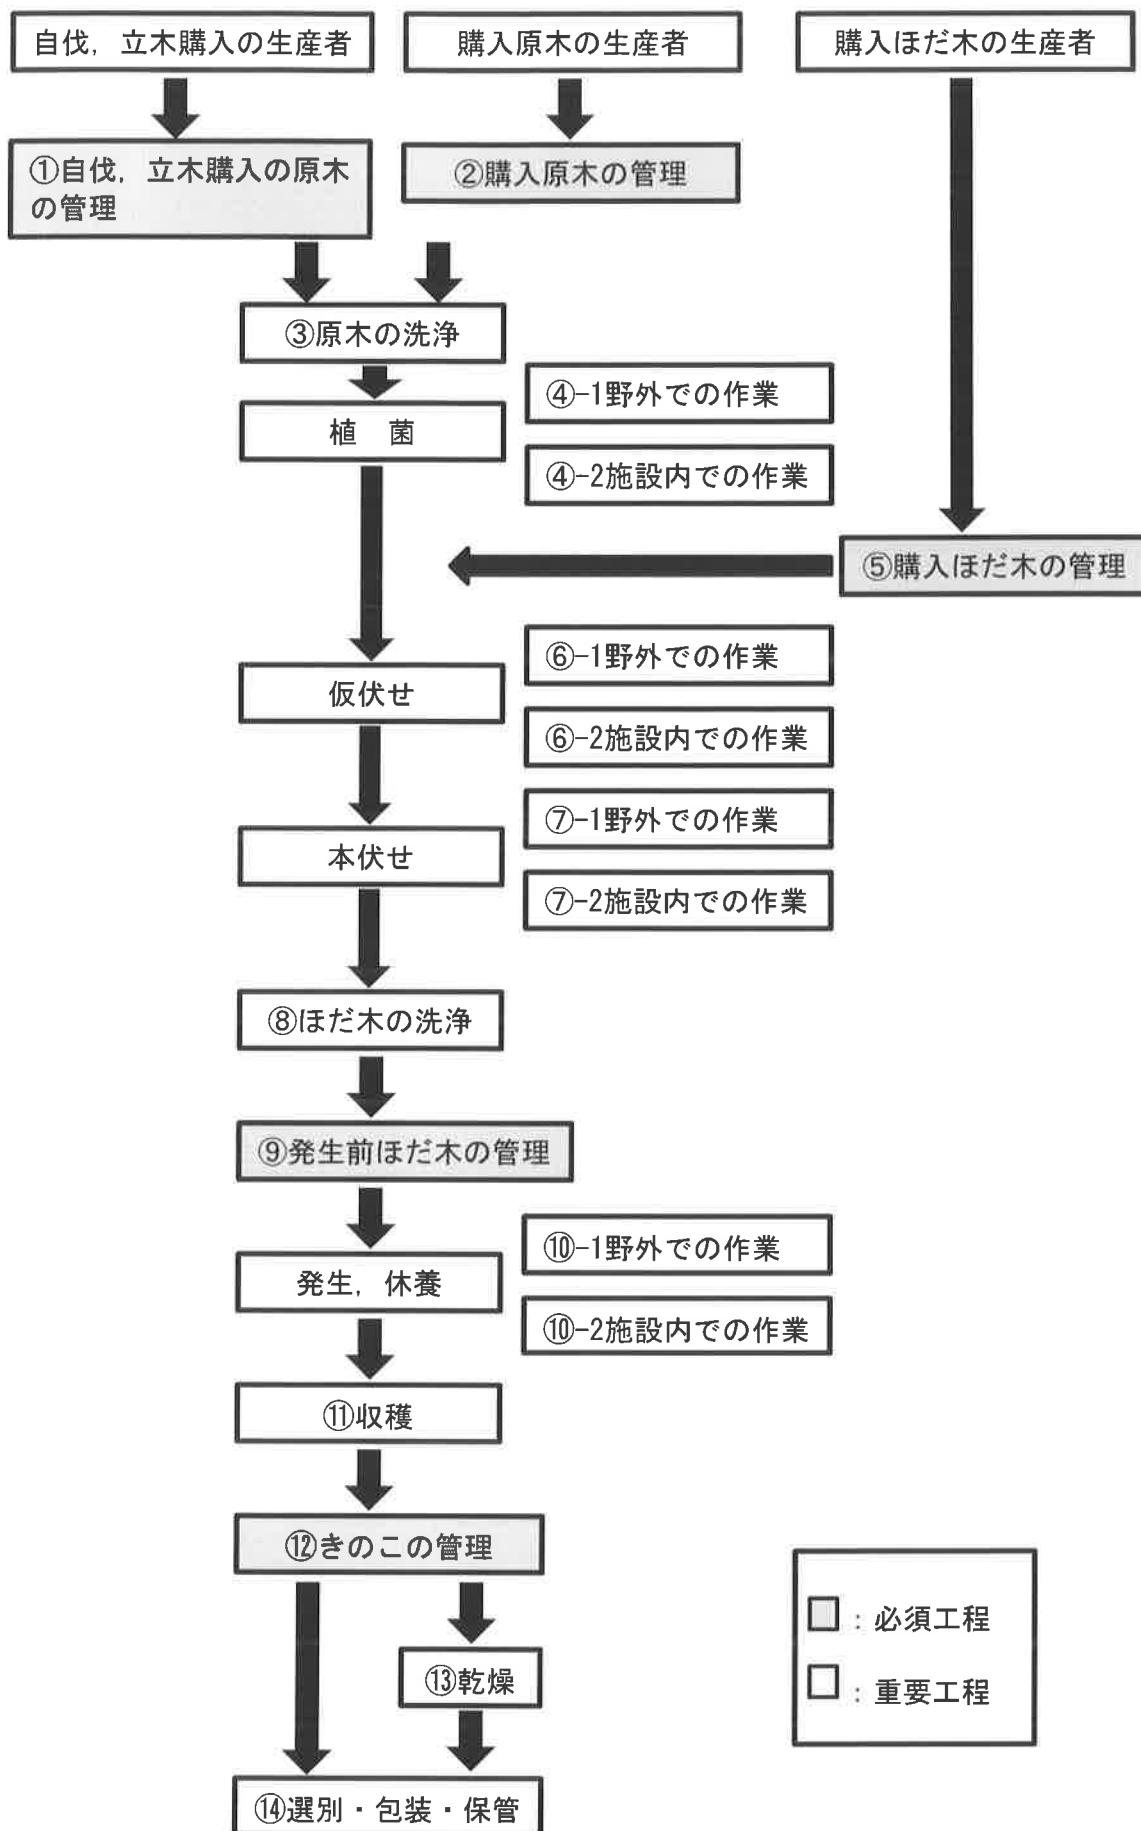 自伐，立木購入の生産者
購入原木の生産者
購入ほだ木の生産者
①自伐，立木購入の原木
の管理
②購入原木の管理
③原木の洗浄
④-1野外での作業
植　菌
④-2施設内での作業
⑤購入ほだ木の管理
⑥-1野外での作業
仮伏せ
⑥-2施設内での作業
⑦-1野外での作業
本伏せ
⑦-2施設内での作業
⑧ほだ木の洗浄
⑨発生前ほだ木の管理
⑩-1野外での作業
発生，休養
⑩-2施設内での作業
⑪収穫
⑫きのこの管理
：必須工程
⑬乾燥
：重要工程
⑭選別・包装・保管